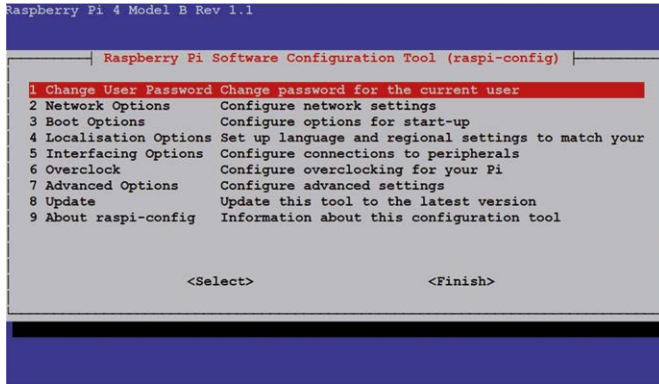 Raspberry Pi 4 Model B Rev 1.1
Raspberry Pi Software Configuration Tool (raspi-config)
1 Change User Password Change password for the current user
2 Network Options Configure network settings
3 Boot Options Configure options for start-up
4 Localisation Options Set up language and regional settings to match your
5 Interfacing Options Configure connections to peripherals
6 Overclock Configure overclocking for your Pi
7 Advanced Options Configure advanced settings
8 Update Update this tool to the latest version
9 About raspi-config Information about this configuration tool
<Select> <Finish>